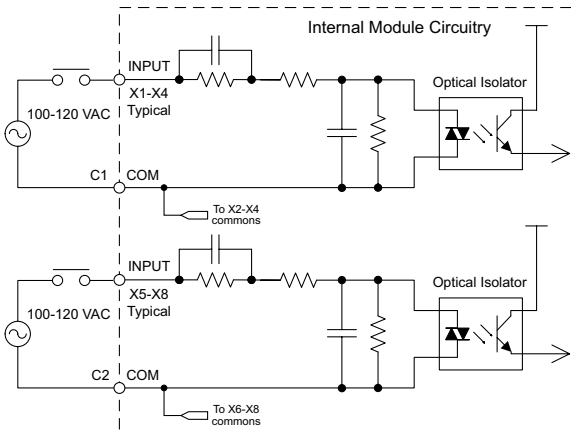 Internal Module Circuitry
INPUT
X1-X4
Typical
100-120 VAC
Optical Isolator
C1 COM
To X2-X4
commons
INPUT
X5-X8
Typical
100-120 VAC
Optical Isolator
C2 COM
To X6-X8
commons